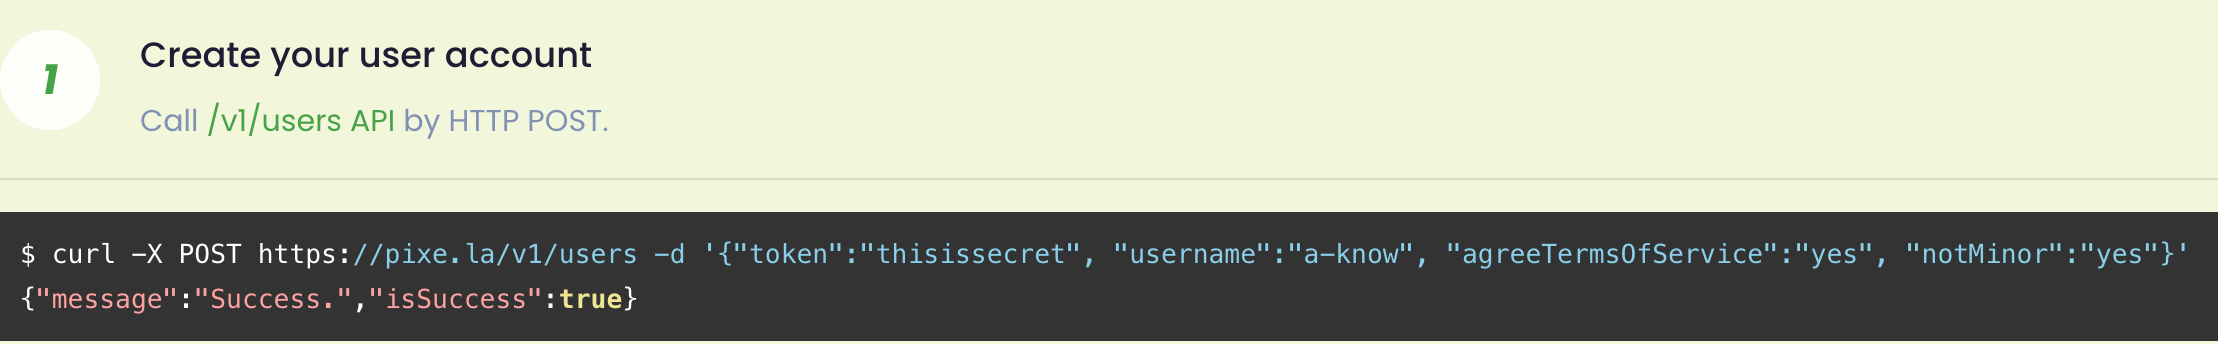 1
Create your user account
Call /v1/users API by HTTP POST.
$ curl -X POST https://pixe.la/v1/users -d '{"token":"thisissecret", "username":"a-know", "agreeTermsOfService":"yes", "notMinor":"yes"}'
{"message":"Success.","isSuccess":true}